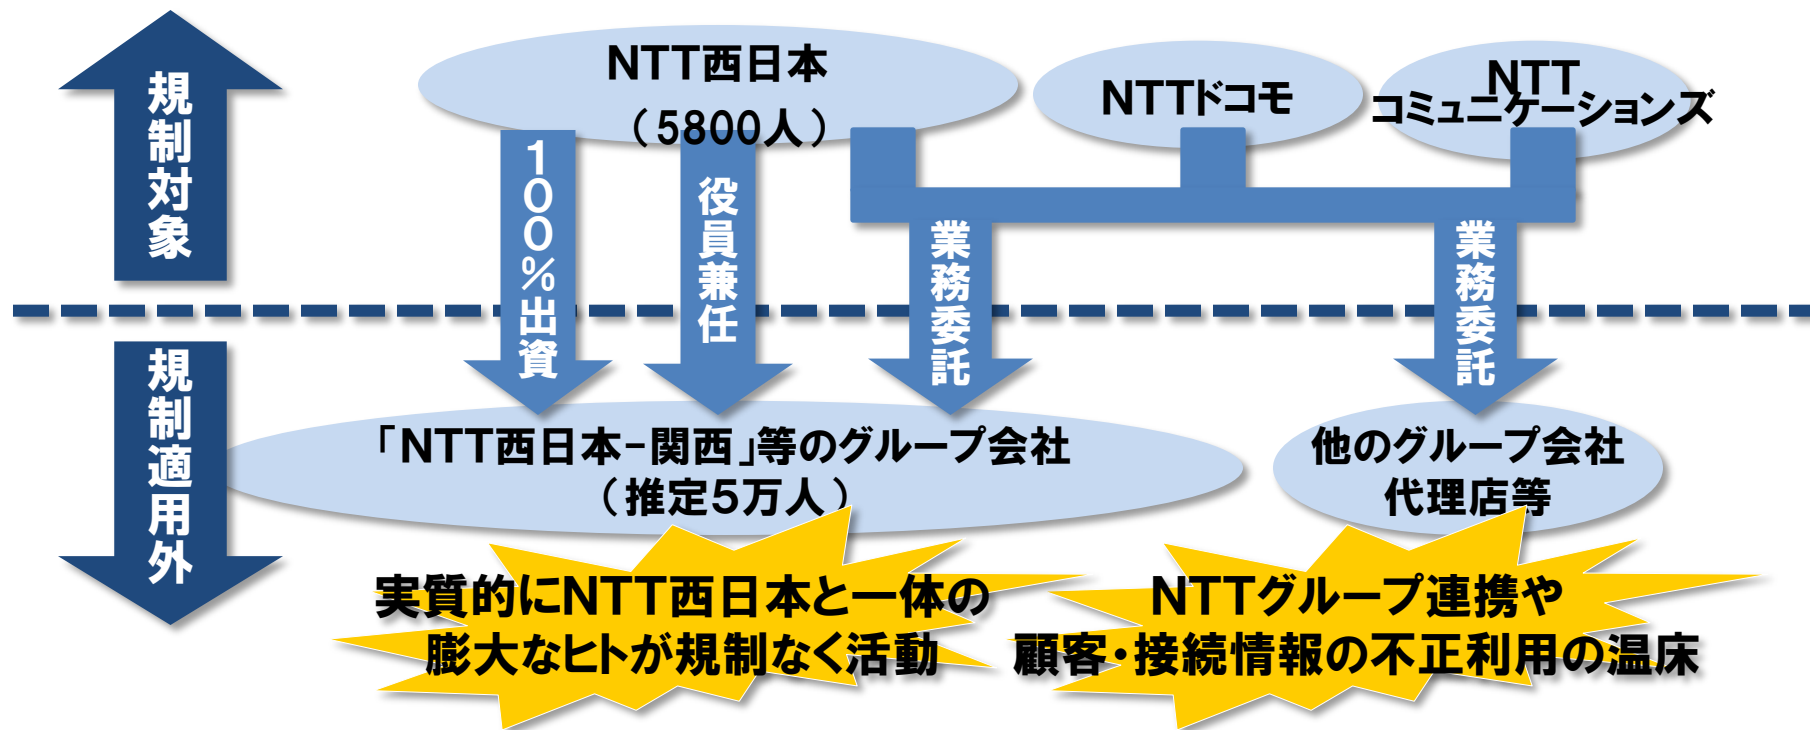 規制対象
NTT西日本
（5800人）
NTTドコモ
NTT
コミュニケーションズ
100％出資
役員兼任
業務委託
業務委託
規制適用外
「NTT西日本-関西」等のグループ会社
（推定5万人）
他のグループ会社
代理店等
実質的にNTT西日本と一体の
膨大なヒトが規制なく活動
NTTグループ連携や
顧客・接続情報の不正利用の温床